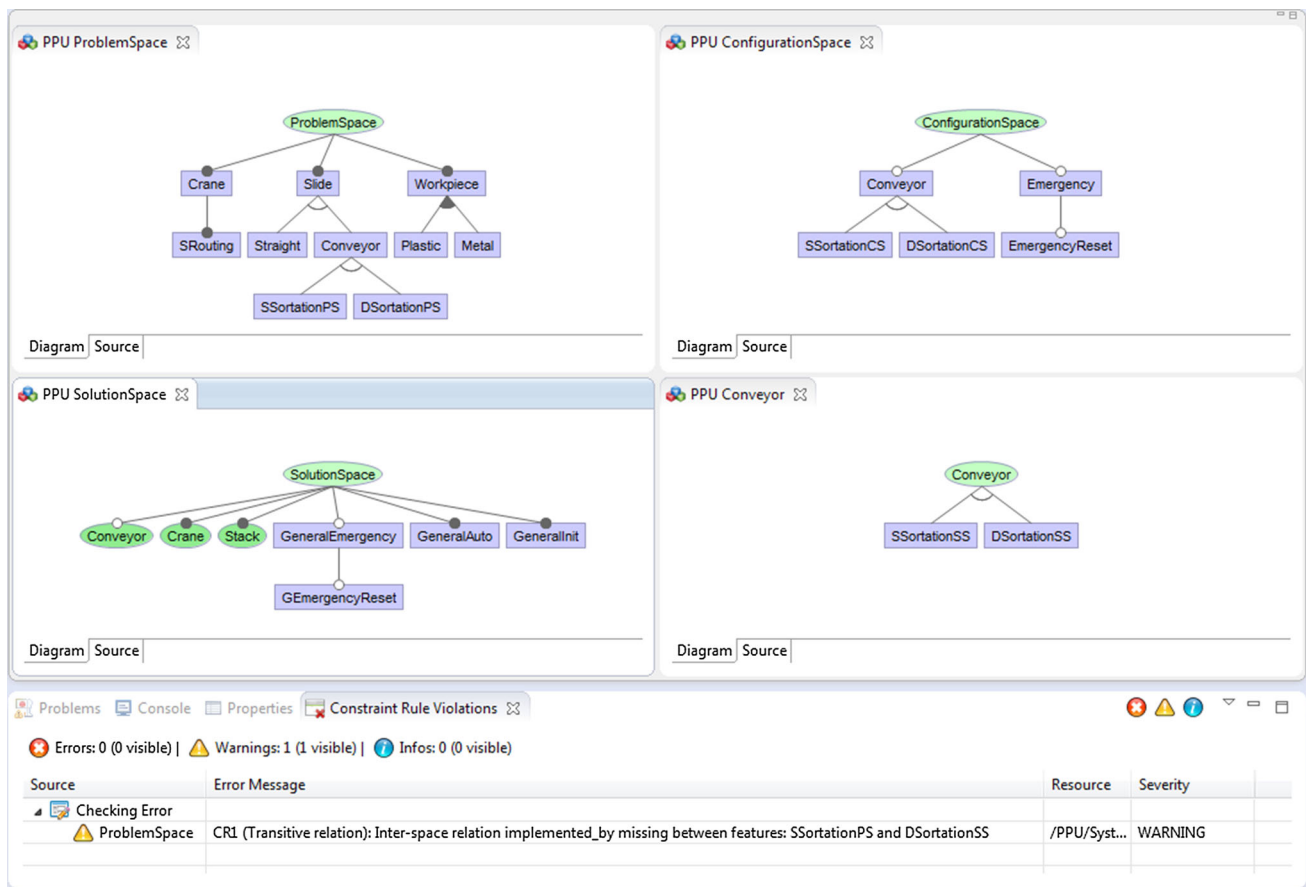 PPU ProblemSpace
ProblemSpace
Crane Slide Workpiece
SRouting Straight Conveyor Plastic Metal
SSortationPS DSortationPS
Diagram Source
PPU ConfigurationSpace
ConfigurationSpace
Conveyor Emergency
SSortationCS DSortationCS EmergencyReset
Diagram Source
PPU SolutionSpace
SolutionSpace
Conveyor Crane Stack GeneralEmergency GeneralAuto GeneralInit
GEmergencyReset
Diagram Source
PPU Conveyor
Conveyor
SSortationSS DSortationSS
Diagram Source
Problems Console Properties Constraint Rule Violations
Errors: 0 (0 visible) | Warnings: 1 (1 visible) | Infos: 0 (0 visible)
Source Error Message Resource Severity
Checking Error
ProblemSpace CR1 (Transitive relation): Inter-space relation implemented_by missing between features: SSortationPS and DSortationSS /PPU/Syst... WARNING